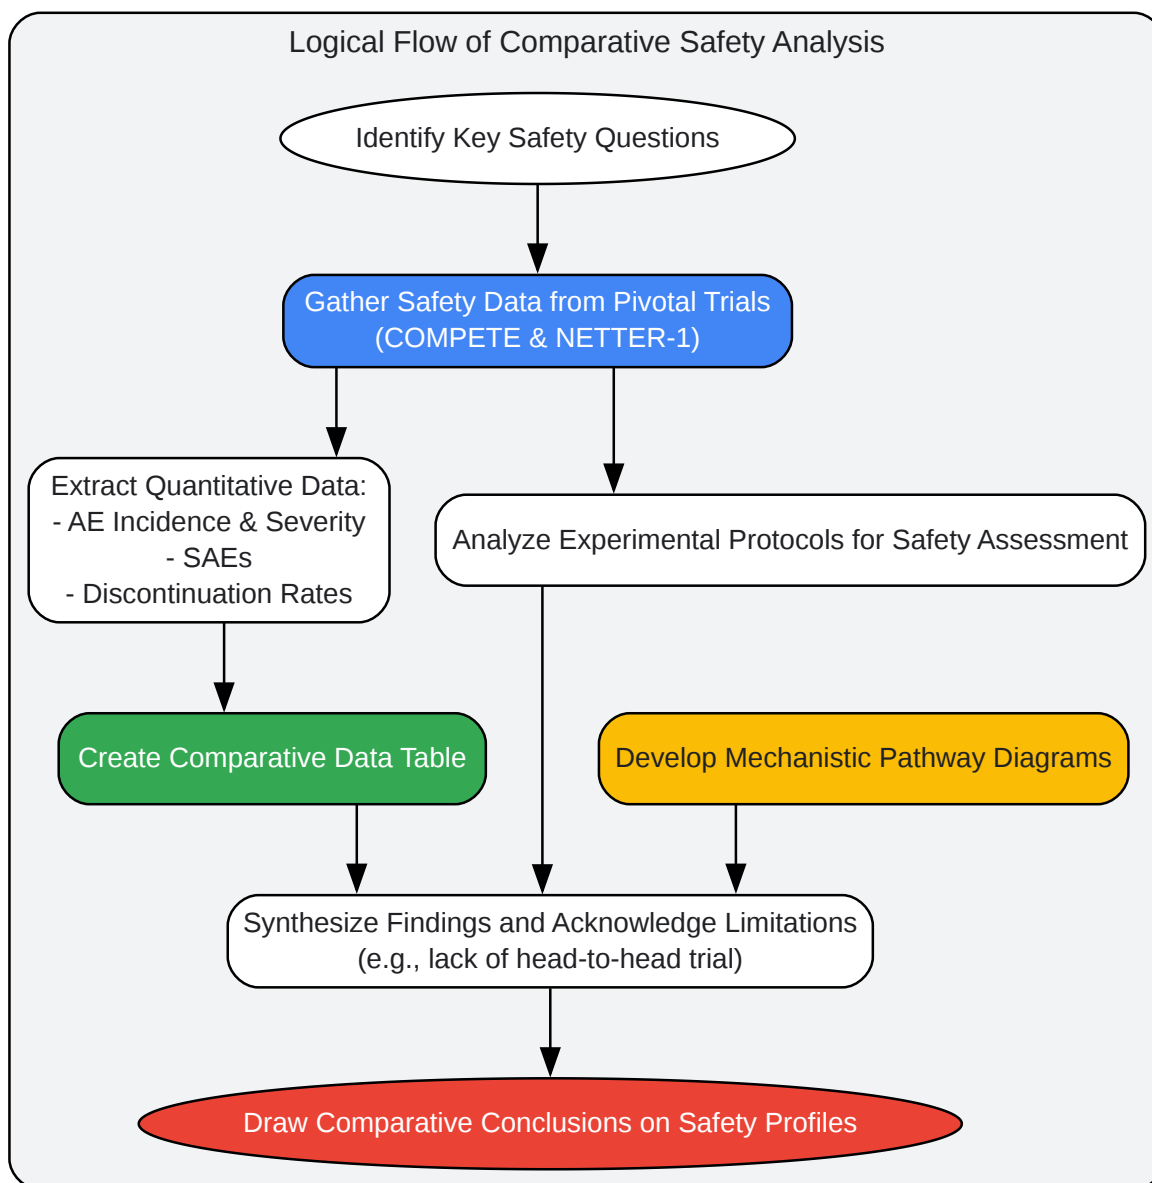 Logical Flow of Comparative Safety Analysis
Identify Key Safety Questions
Gather Safety Data from Pivotal Trials
(COMPETE & NETTER-1)
Extract Quantitative Data:
- AE Incidence & Severity
- SAEs
- Discontinuation Rates
Analyze Experimental Protocols for Safety Assessment
Create Comparative Data Table
Develop Mechanistic Pathway Diagrams
Synthesize Findings and Acknowledge Limitations
(e.g., lack of head-to-head trial)
Draw Comparative Conclusions on Safety Profiles